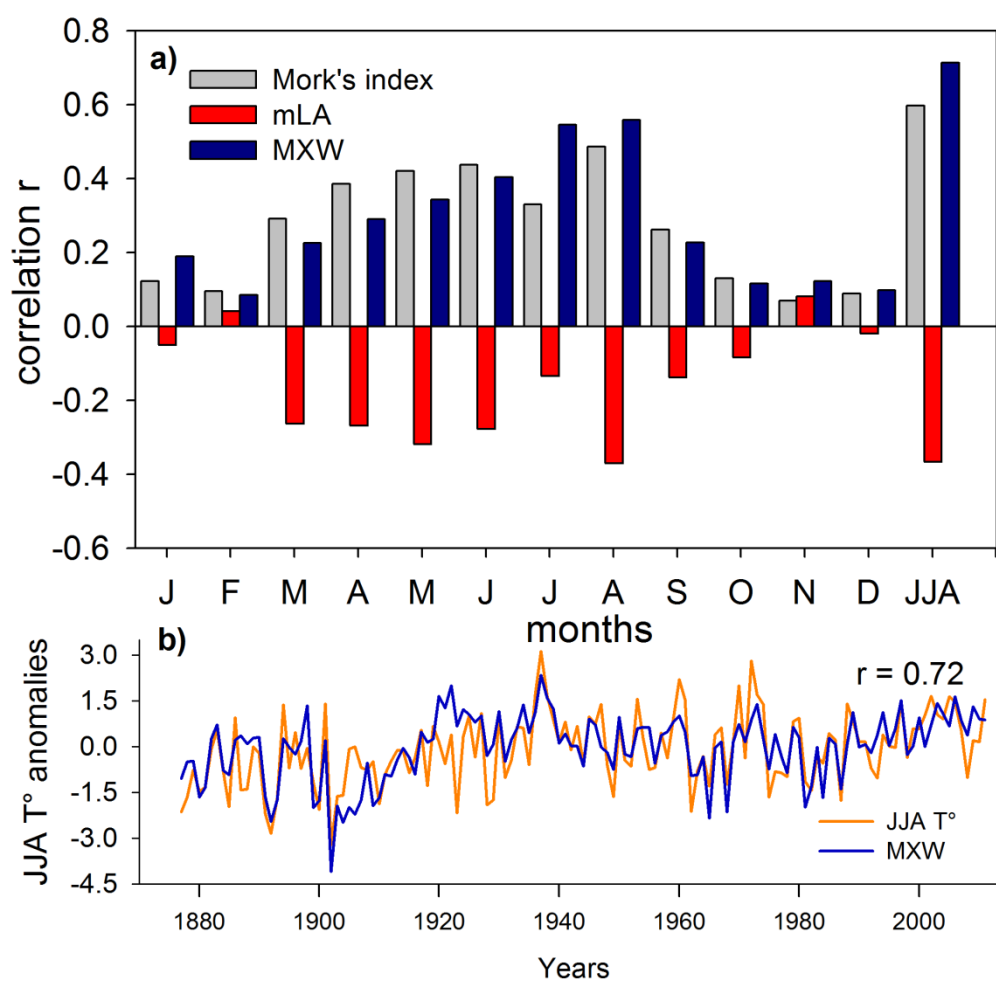 a)
Mork's index
mLA
MXW
correlation r
0.8
0.6
0.4
0.2
0.0
-0.2
-0.4
-0.6
J F M A M J J A S O N D JJA
months
b)
r = 0.72
JJA T° anomalies
3.0
1.5
0.0
-1.5
-3.0
-4.5
JJA T°
MXW
1880 1900 1920 1940 1960 1980 2000
Years